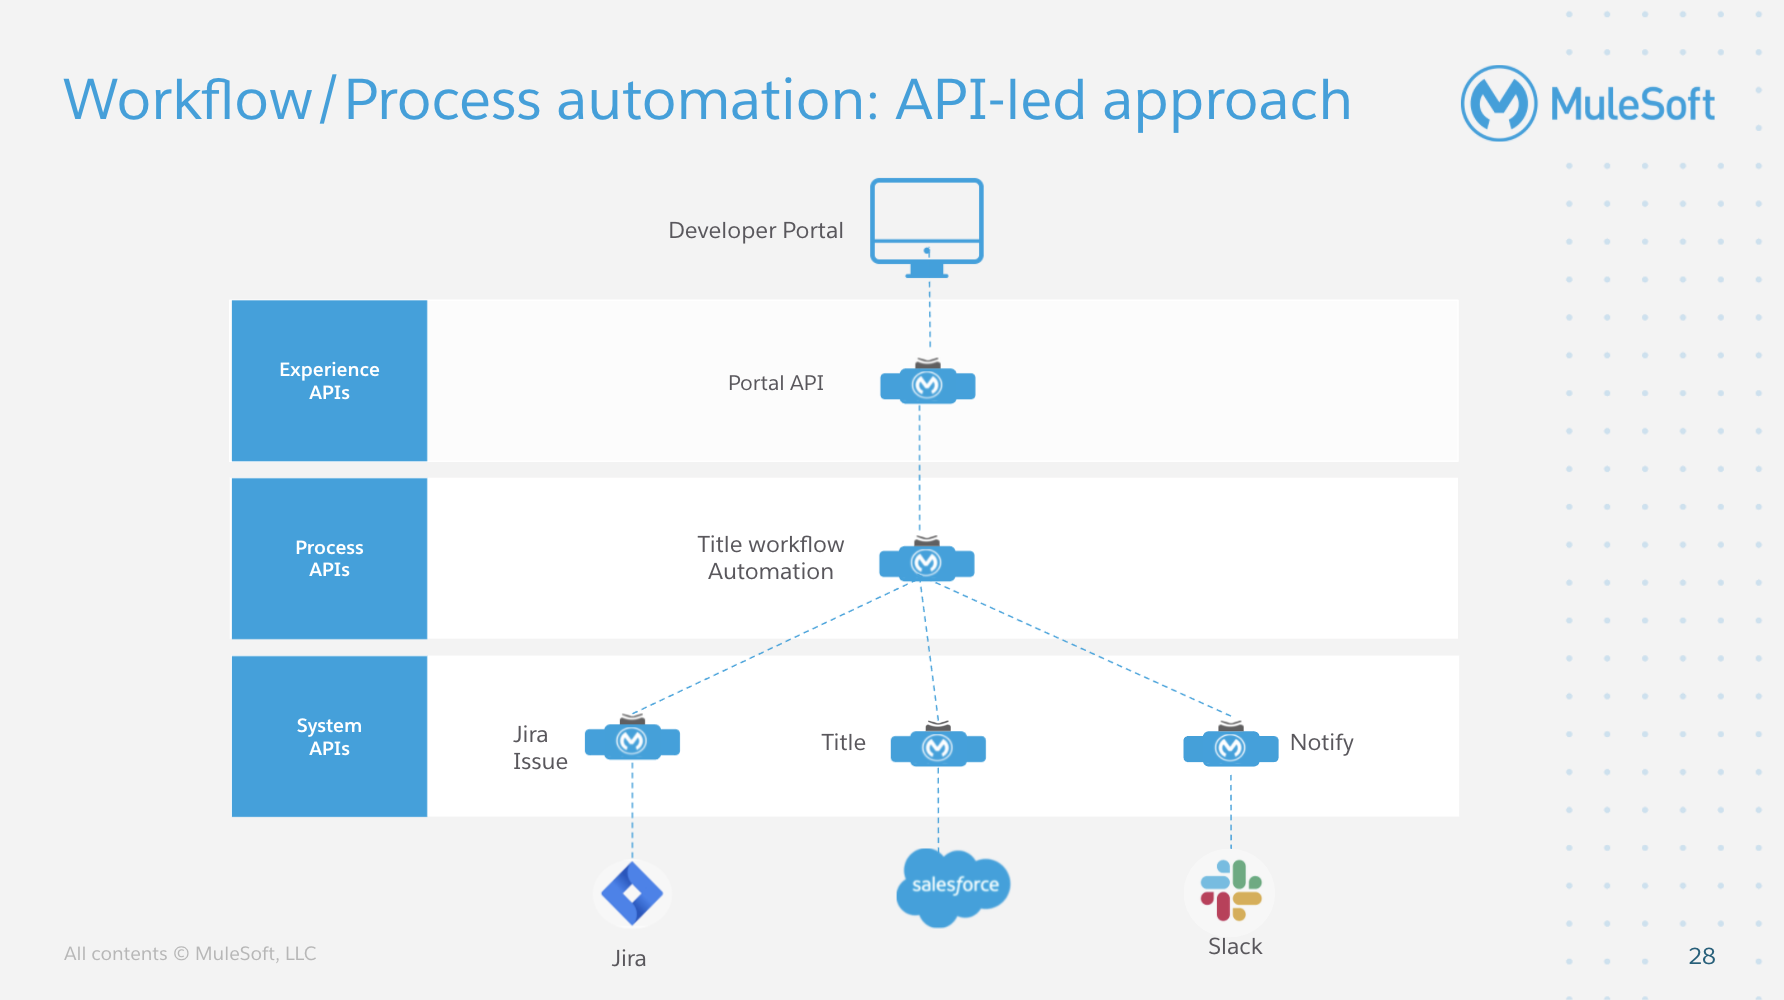 Workflow/Process automation: API-led approach
MuleSoft
Developer Portal
Experience
APIs
Portal API
Process
APIs
Title workflow
Automation
System
APIs
Jira
Issue
Title
Notify
salesforce
Jira
Slack
All contents © MuleSoft, LLC
28